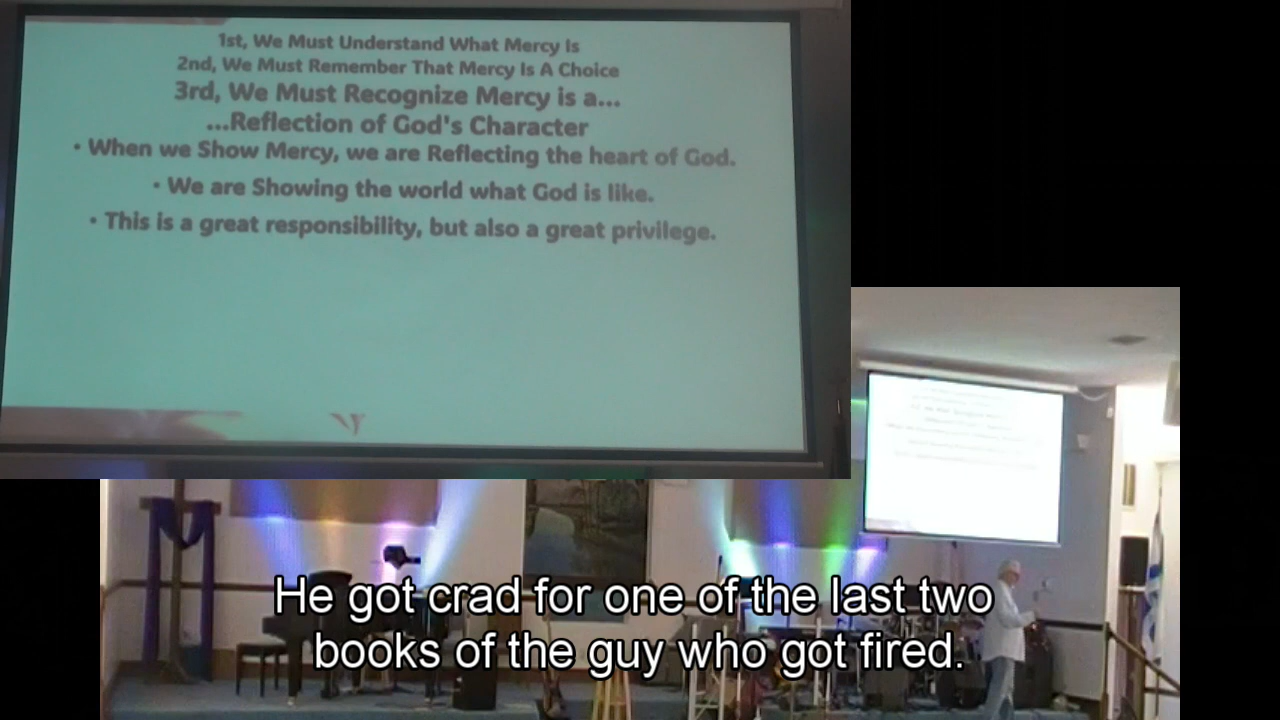 1st, We Must Understand What Mercy Is
2nd, We Must Remember That Mercy Is A Choice
3rd, We Must Recognize Mercy is a...
...Reflection of God's Character
• When we Show Mercy, we are Reflecting the heart of God.
• We are Showing the world what God is like.
• This is a great responsibility, but also a great privilege.
He got crad for one of the last two
books of the guy who got fired.